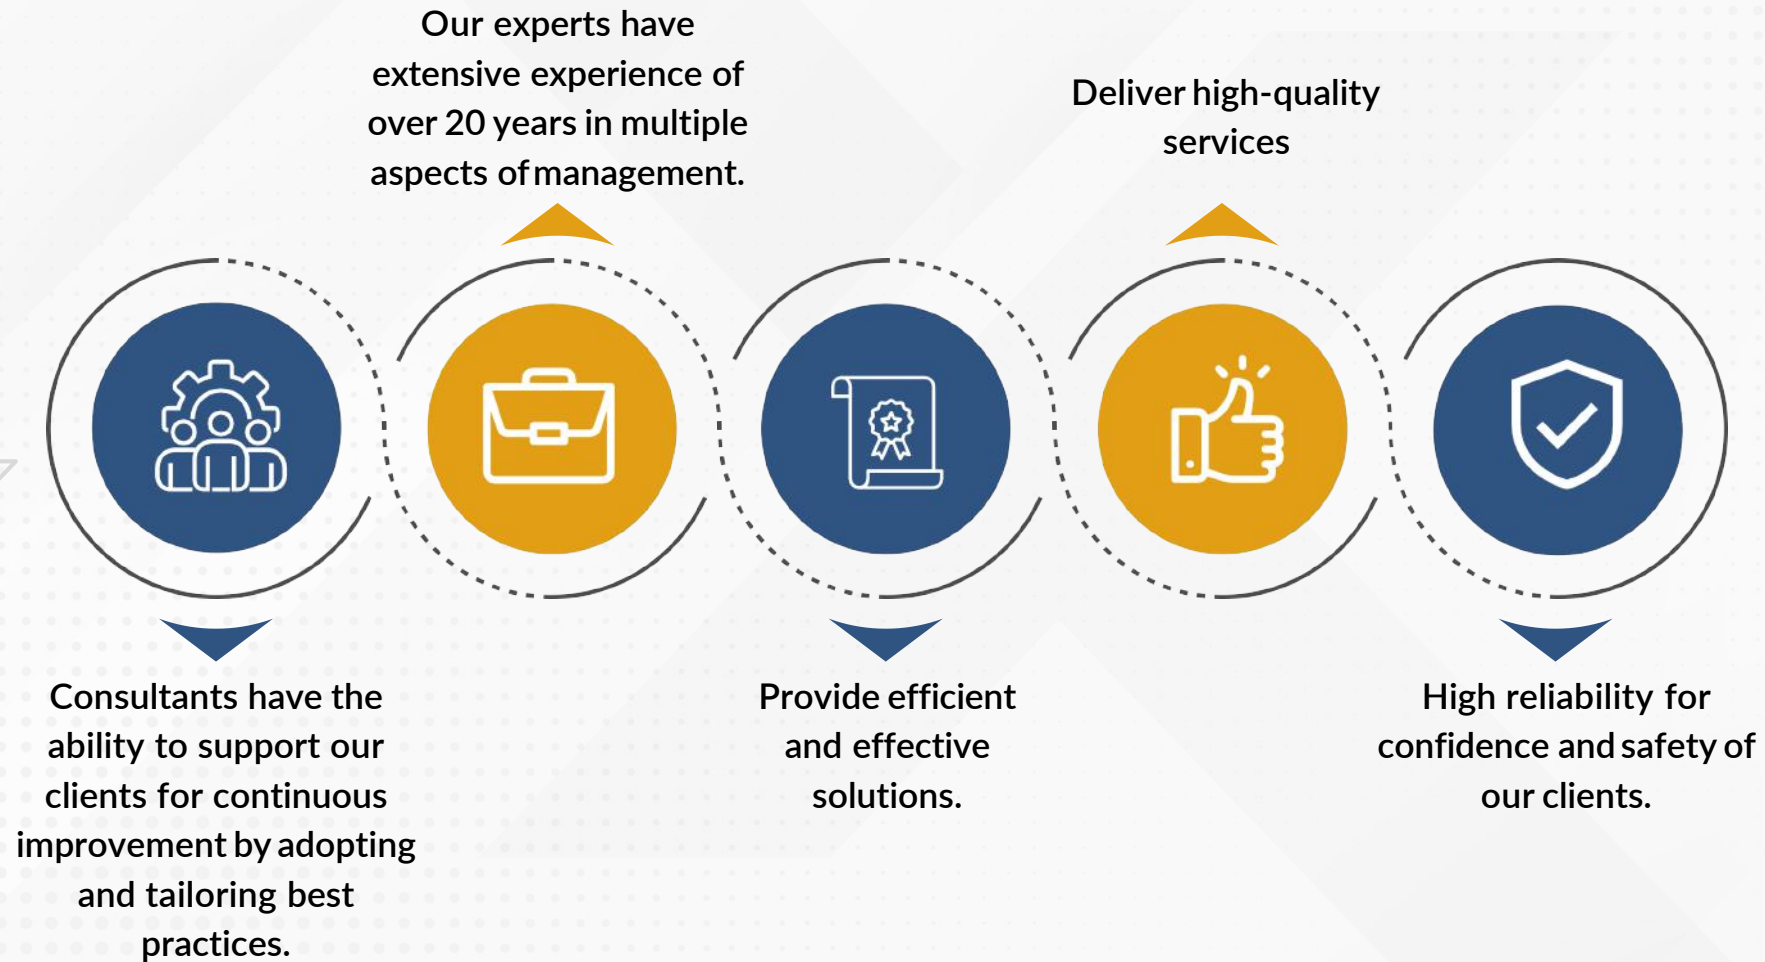 Our experts have
extensive experience of
over 20 years in multiple
aspects of management.
Deliver high-quality
services
Consultants have the
ability to support our
clients for continuous
improvement by adopting
and tailoring best
practices.
Provide efficient
and effective
solutions.
High reliability for
confidence and safety of
our clients.